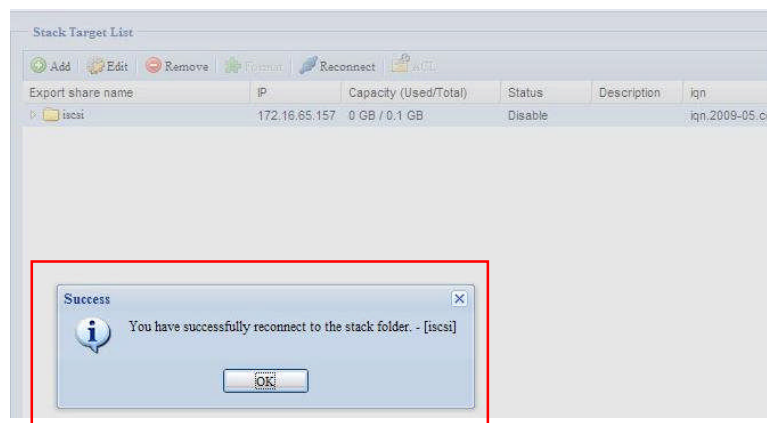 Stack Target List
Add Edit Remove Format Reconnect ACL
Export share name IP Capacity (Used/Total) Status Description iqn
iscsi 172.16.65.157 0 GB / 0.1 GB Disable iqn.2009-05.c
Success
You have successfully reconnect to the stack folder. - [iscsi]
OK